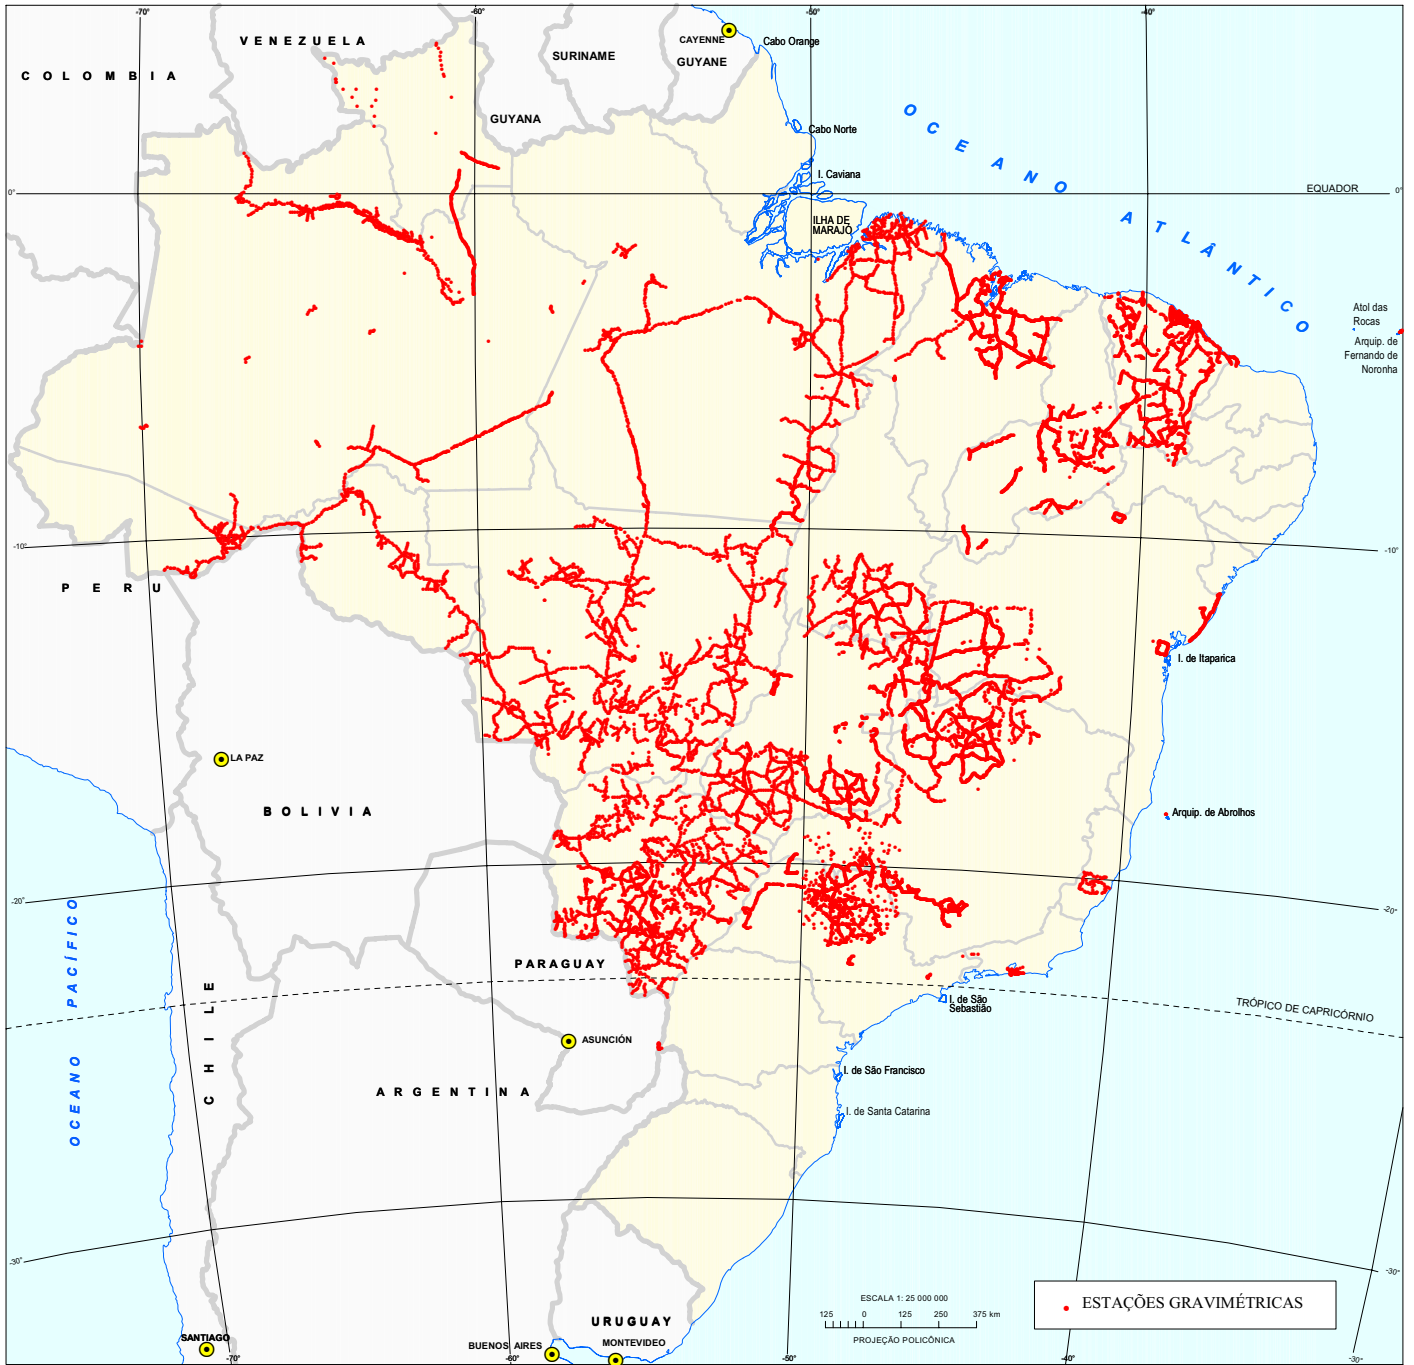 -70°
-60°
-50°
-40°
VENEZUELA
COLOMBIA
SURINAME
CAYENNE
GUYANE
Cabo Orange
GUYANA
Cabo Norte
OCEANO ATLÂNTICO
I. Caviana
EQUADOR
0°
0°
ILHA DE
MARAJÓ
Atol das
Rocas
Arquip. de
Fernando de
Noronha
-10°
-10°
PERU
I. de Itaparica
LA PAZ
BOLIVIA
Arquip. de Abrolhos
-20°
-20°
OCEANO PACÍFICO
CHILE
PARAGUAY
I. de São
Sebastião
TRÓPICO DE CAPRICÓRNIO
ASUNCIÓN
I. de São Francisco
ARGENTINA
I. de Santa Catarina
-30°
-30°
ESCALA 1: 25 000 000
125 0 125 250 375 km
PROJEÇÃO POLICÔNICA
ESTAÇÕES GRAVIMÉTRICAS
URUGUAY
SANTIAGO
BUENOS AIRES
MONTEVIDEO
-70°
-60°
-50°
-40°
-30°